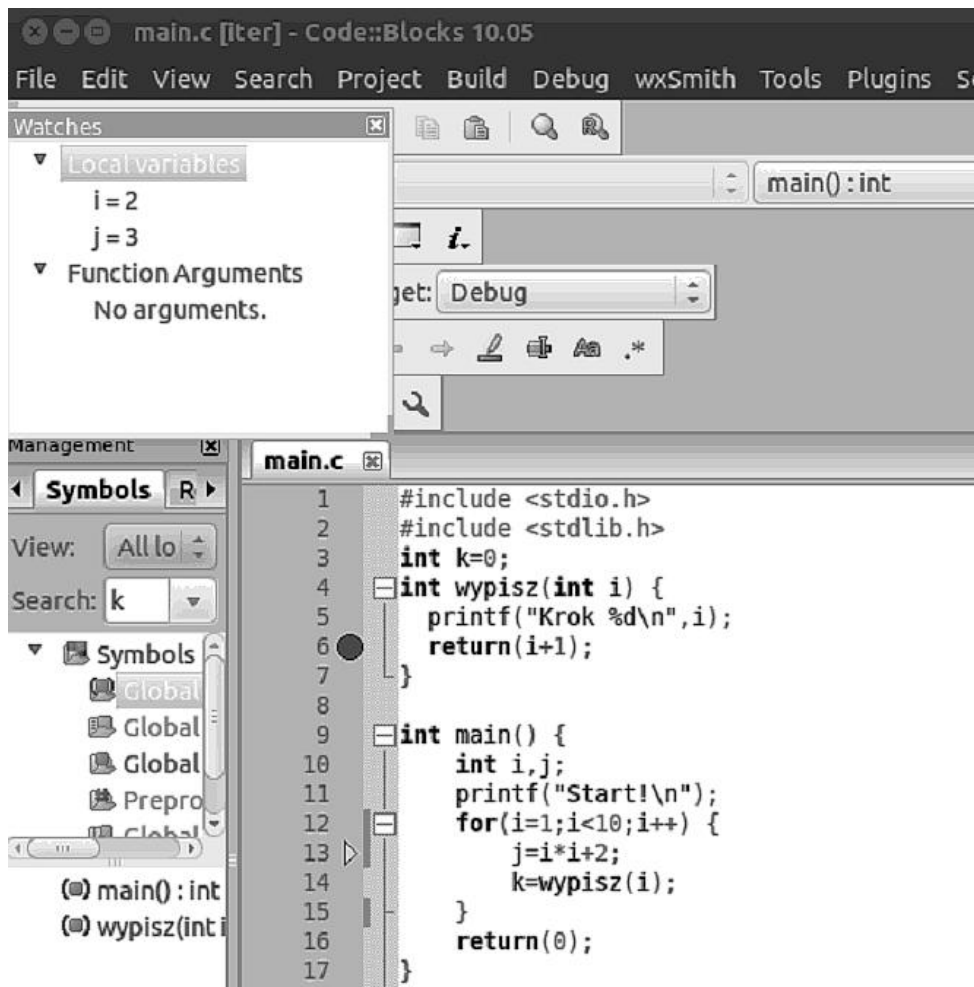 main.c [iter] - Code::Blocks 10.05
File Edit View Search Project Build Debug wxSmith Tools Plugins
Watches
Local variables
i = 2
j = 3
Function Arguments
No arguments.
main() : int
Debug
Management
Symbols R
View: All lo
Search: k
Symbols
Global
Global
Global
Prepro
Global
main() : int
wypisz(int i
main.c
1 #include <stdio.h>
2 #include <stdlib.h>
3 int k=0;
4 int wypisz(int i) {
5 printf("Krok %d\n",i);
6 return(i+1);
7 }
8
9 int main() {
10 int i,j;
11 printf("Start!\n");
12 for(i=1;i<10;i++) {
13 j=i*i+2;
14 k=wypisz(i);
15 }
16 return(0);
17 }